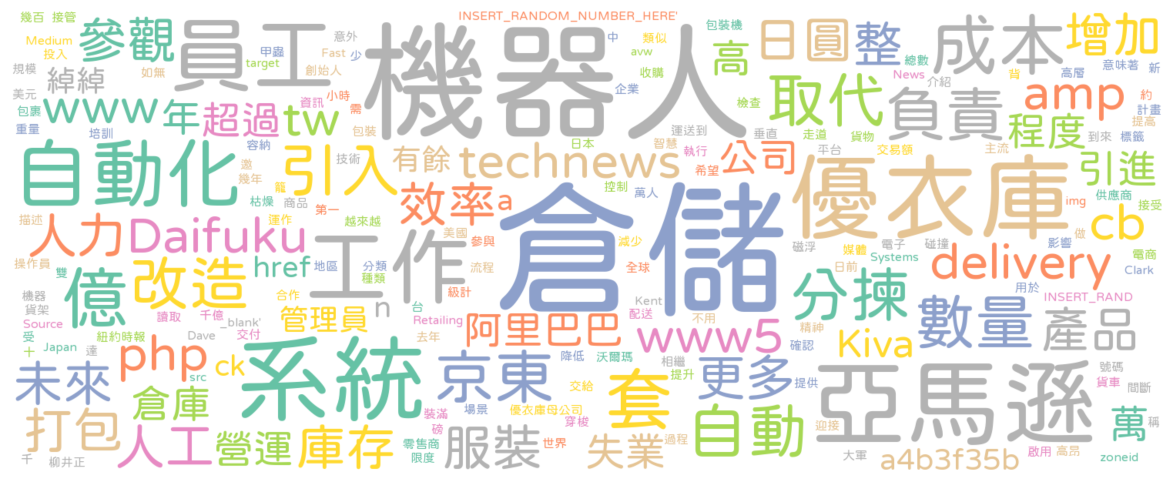 幾百 接管 INSERT_RANDOM_NUMBER_HERE'
Medium 投入 參觀 員工 機器人 中 類似 包裝機 日圓 整 成本 增加
甲蟲 意外 Fast 少 avw 高 總數 高層 意味著 新
規模 綽綽 如無 target 創始人 收購 企業 News 介紹 背
美元 包裹 www 年 超過 tw 資訊 小時 需 檢查 取代 負責 amp 約 計畫
重量 培訓 容納 包裝 運送到 垂直 走道 貨物 程度 到來 標籤 提高
自動化 邀 引入 技術 有餘 technews 日本 智慧 執行 公司 平台 交易額 主流 引進
幾年 枯燥 籠 商品 第一 效率 a 控制 希望 優衣庫 img 供應商 接受
描述 人力 Daifuku 運作 越來越 倉儲 萬人 做 cb
操作員 雙 億 改造 href 地區 分類 種類 工作 美國 參與 減少 磁浮 媒體 電子 碰撞 影響 delivery 電商
機器 貨架 合作 n 流程 級計 全球 日前 Systems 用於 Clark
Source 受 讀取 千億 _blank' 管理員 台 Kent 配送 不用 分揀 數量 INSERT_RAND
十 紐約時報 Dave 交付 Retailing 阿里巴巴 www5 精神 產品
Japan 遠 php ck 系統 去年 降低 沃爾瑪 相繼 確認 Kiva
未來 src 京東 場景 交給 套 提升 更多 提供 亞馬遜 號碼 貨車 間斷
打包 倉庫 裝滿 優衣庫母公司 穿梭 自動 迎接 萬 稱
人工 營運 庫存 磅 服裝 零售商 限度 世界 失業 過程
千 柳井正 大軍 a4b3f35b 啟用 高昂 zoneid